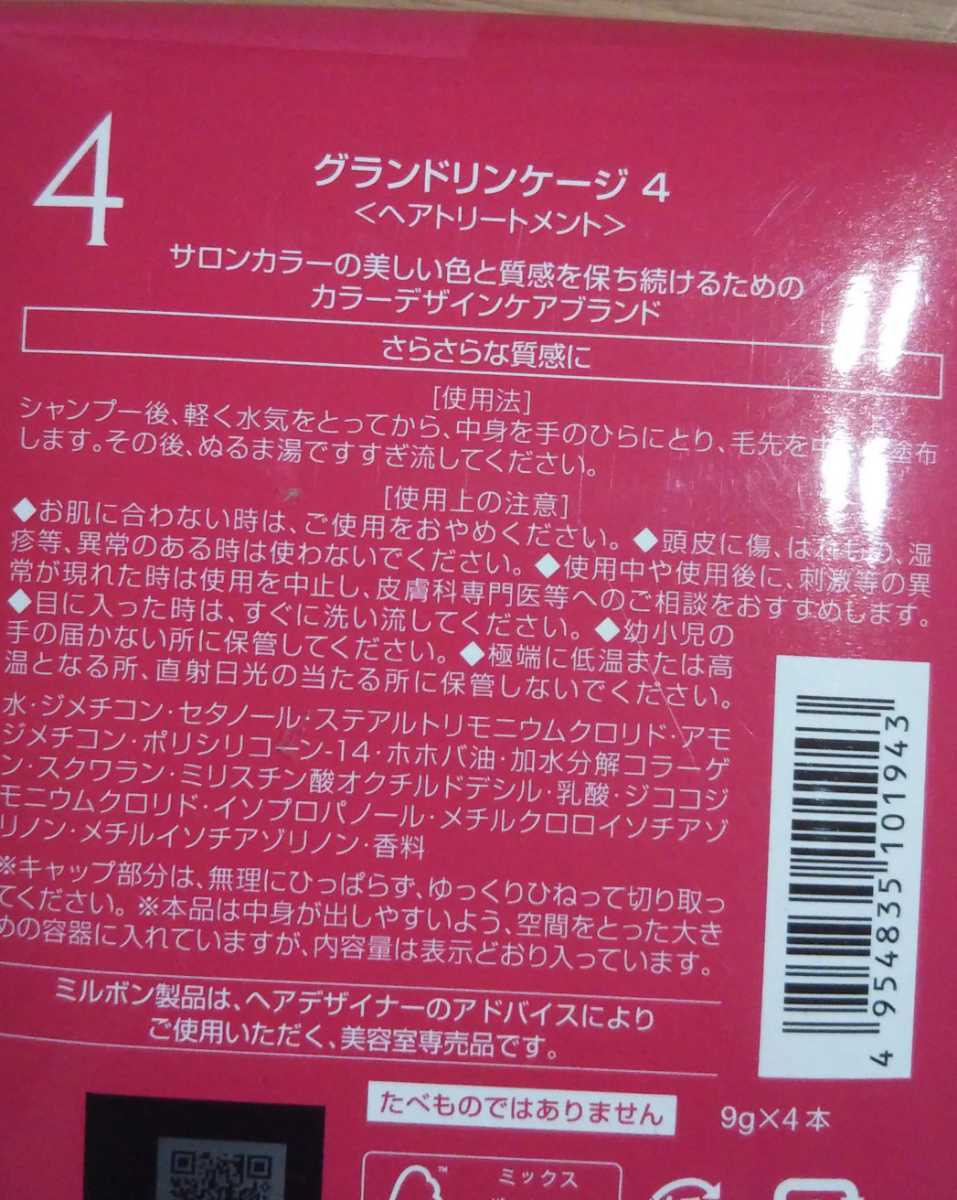 4
グランドリンケージ 4
＜ヘアトリートメント＞
サロンカラーの美しい色と質感を保ち続けるための
カラーデザインケアブランド
さらさらな質感に
[使用法]
シャンプー後、軽く水気をとってから、中身を手のひらにとり、毛先を中 塗布
します。その後、ぬるま湯ですすぎ流してください。
[使用上の注意]
◆お肌に合わない時は、ご使用をおやめください。◆頭皮に傷、はれもの、湿
疹等、異常のある時は使わないでください。◆使用中や使用後に、刺激等の異
常が現れた時は使用を中止し、皮膚科専門医等へのご相談をおすすめします。
◆目に入った時は、すぐに洗い流してください。◆幼小児の
手の届かない所に保管してください。◆極端に低温または高
温となる所、直射日光の当たる所に保管しないでください。
水・ジメチコン・セタノール・ステアルトリモニウムクロリド・アモ
ジメチコン・ポリシリコーン-14・ホホバ油・加水分解コラーゲ
ン・スクワラン・ミリスチン酸オクチルドデシル・乳酸・ジココジ
モニウムクロリド・イソプロパノール・メチルクロロイソチアゾ
リノン・メチルイソチアゾリノン・香料
※キャップ部分は、無理にひっぱらず、ゆっくりひねって切り取っ
てください。※本品は中身が出しやすいよう、空間をとった大き
めの容器に入れていますが、内容量は表示どおり入っています。
ミルボン製品は、ヘアデザイナーのアドバイスにより
ご使用いただく、美容室専売品です。
4 954835 101943
たべものではありません
9g×4本
TM
ミックス